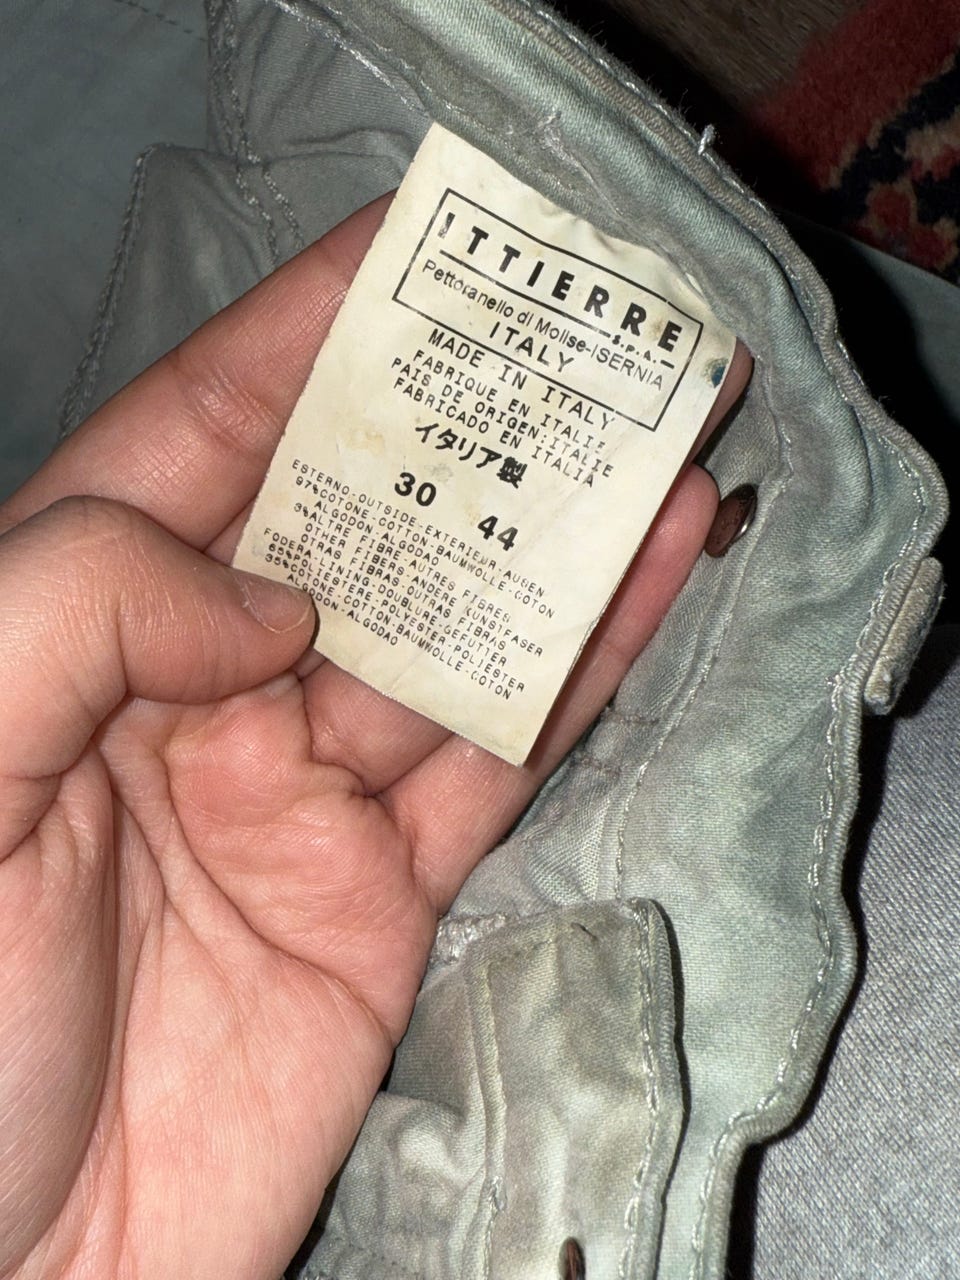 ITTIERRE
S.p.A.
Pettoranello di Molise-ISERNIA
ITALY
MADE IN ITALY
FABRIQUE EN ITALIE
PAIS DE ORIGEN:ITALIE
FABRICADO EN ITALIA
イタリア製
30 44
ESTERNO-OUTSIDE-EXTERIEUR-AUSEN
97%COTONE-COTTON-BAUMWOLLE-COTON
ALGODON-ALGODAO
3%ALTRE FIBRE-AUTRES FIBRES
OTHER FIBERS-ANDERE KUNSTFASER
OTRAS FIBRAS-OUTRAS FIBRAS
FODERA-LINING-DOUBLURE-GEFUTTER
65%POLIESTERE-POLYESTER-POLIESTER
35%COTONE-COTTON-BAUMWOLLE-COTON
ALGODON-ALGODAO